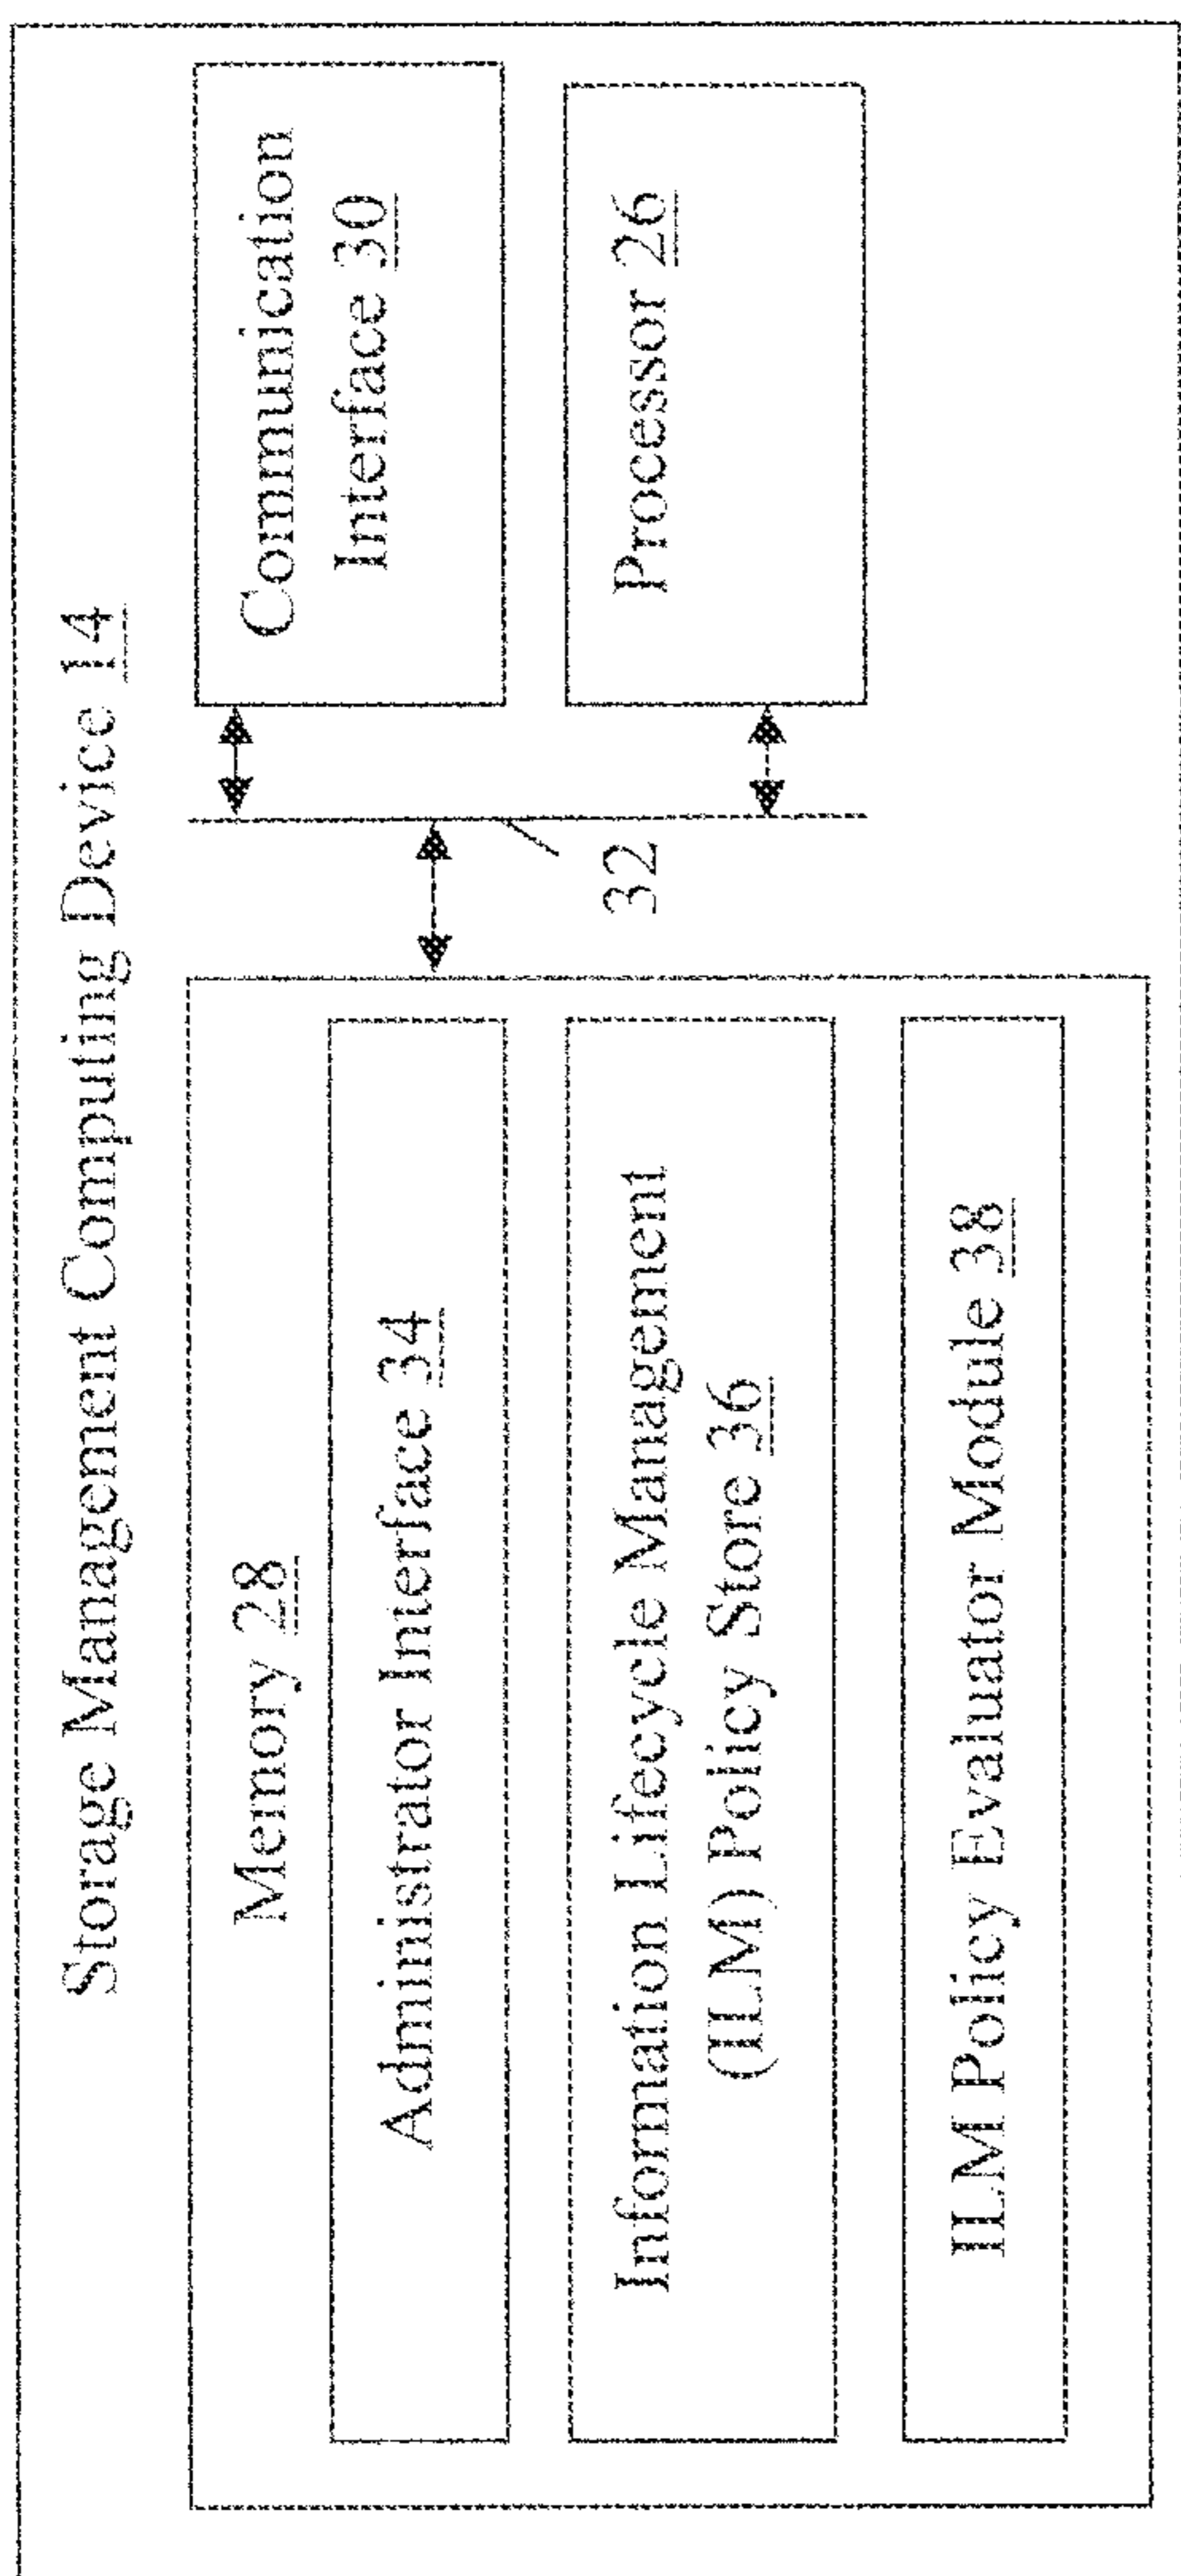 Storage Management Computing Device 14
Memory 28
Administrator Interface 34
Information Lifecycle Management
(ILM) Policy Store 36
ILM Policy Evaluator Module 38
32
Communication
Interface 30
Processor 26